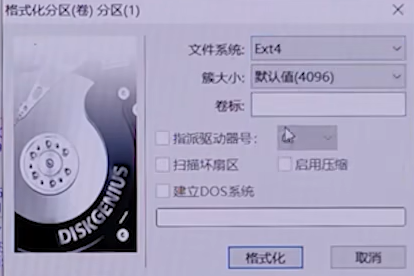 格式化分区(卷) 分区(1)
文件系统: Ext4
簇大小: 默认值(4096)
卷标:
指派驱动器号:
扫描坏扇区 启用压缩
建立DOS系统
DISKGENIUS
格式化 取消